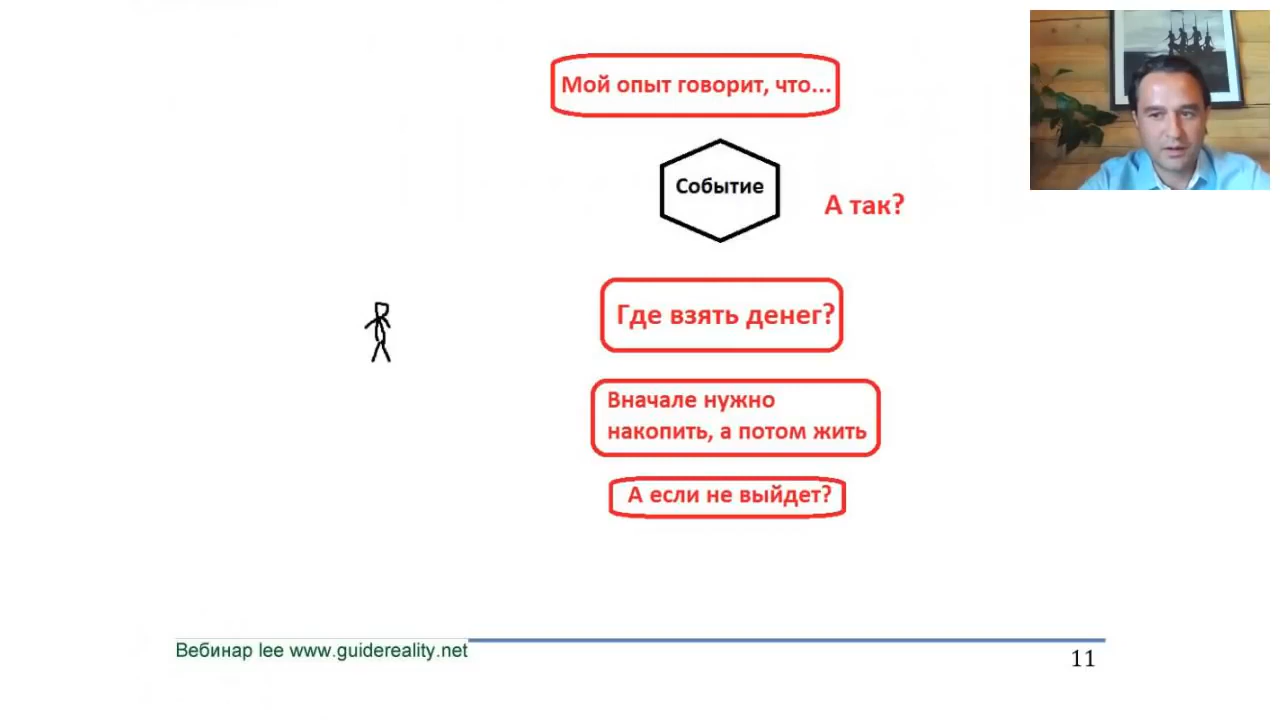 Мой опыт говорит, что...
Событие
А так?
Где взять денег?
Вначале нужно
накопить, а потом жить
А если не выйдет?
Вебинар lee www.guidereality.net
11